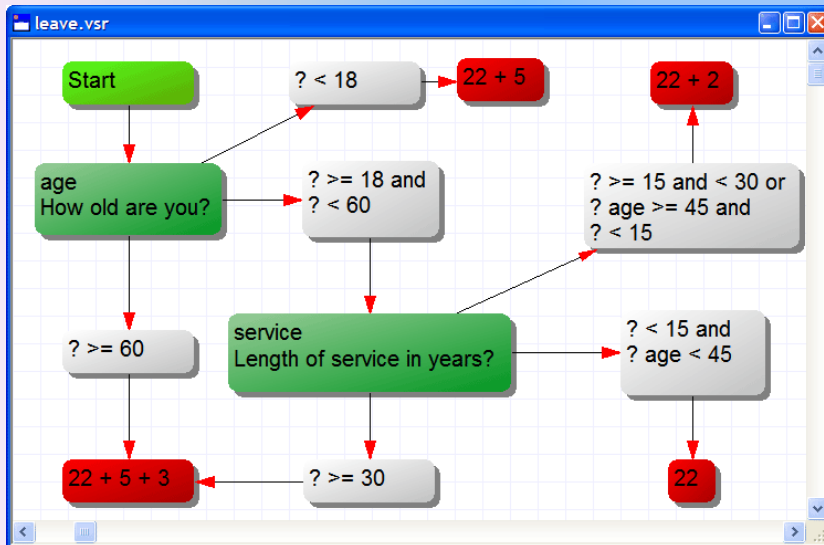 leave.vsr
Start
? < 18
22 + 5
22 + 2
age
How old are you?
? >= 18 and
? < 60
? >= 15 and < 30 or
? age >= 45 and
? < 15
service
Length of service in years?
? < 15 and
? age < 45
? >= 60
22 + 5 + 3
? >= 30
22